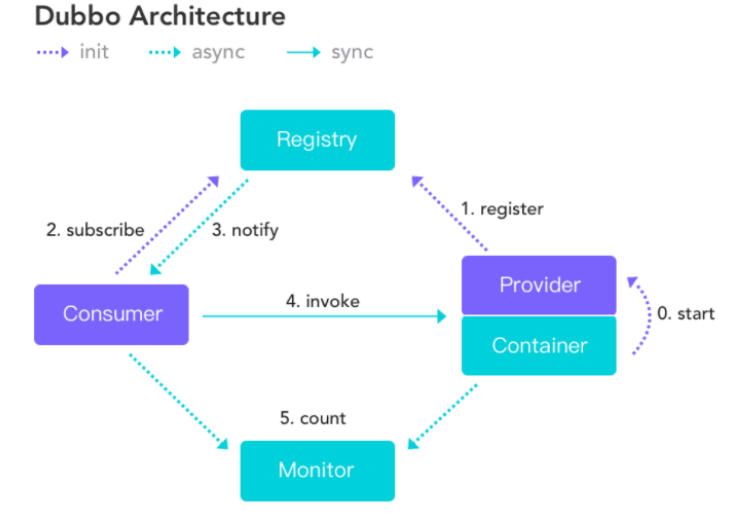 Dubbo Architecture
init async sync
Registry
1. register
2. subscribe 3. notify
Provider
Consumer 4. invoke 0. start
Container
5. count
Monitor